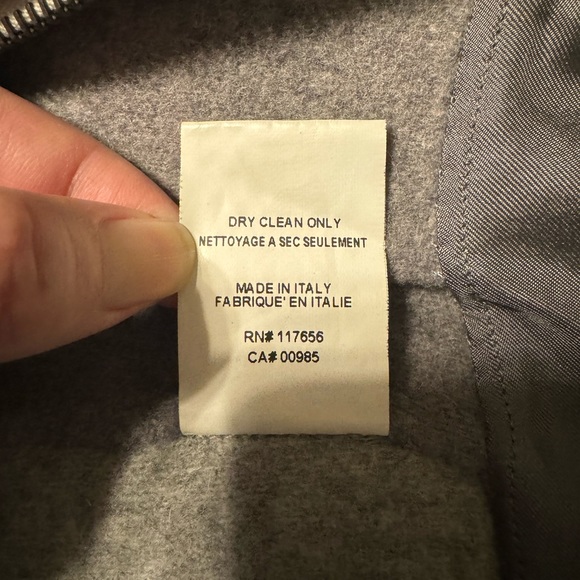 DRY CLEAN ONLY
NETTOYAGE A SEC SEULEMENT
MADE IN ITALY
FABRIQUE' EN ITALIE
RN# 117656
CA# 00985